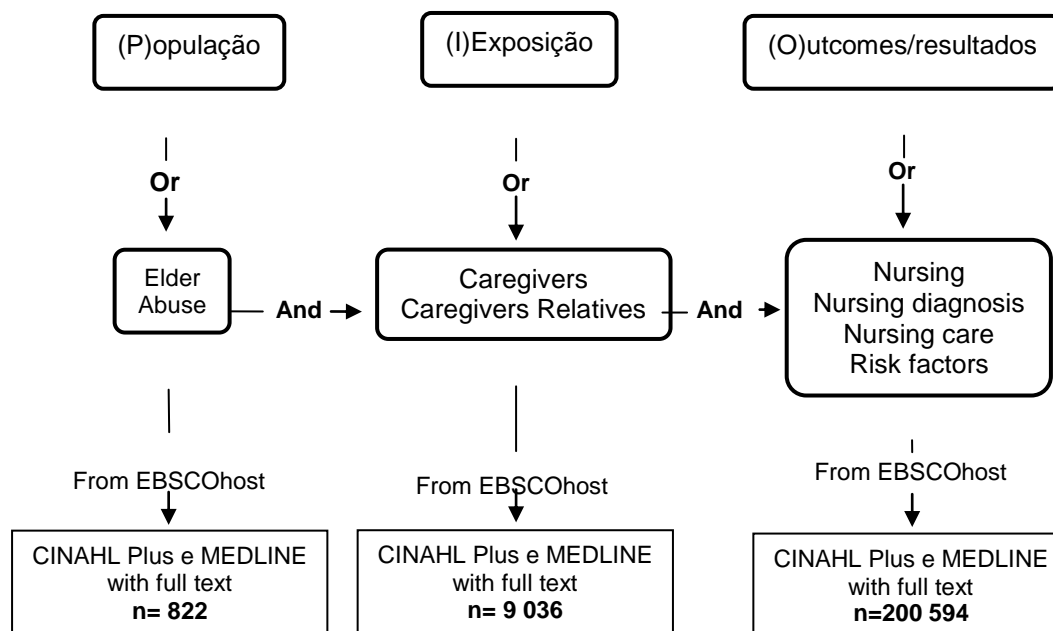 (P)opulação
(I)Exposição
(O)utcomes/resultados
Or
Or
Or
Elder
Abuse
And
Caregivers
Caregivers Relatives
And
Nursing
Nursing diagnosis
Nursing care
Risk factors
From EBSCOhost
From EBSCOhost
From EBSCOhost
CINAHL Plus e MEDLINE
with full text
n= 822
CINAHL Plus e MEDLINE
with full text
n= 9 036
CINAHL Plus e MEDLINE
with full text
n=200 594